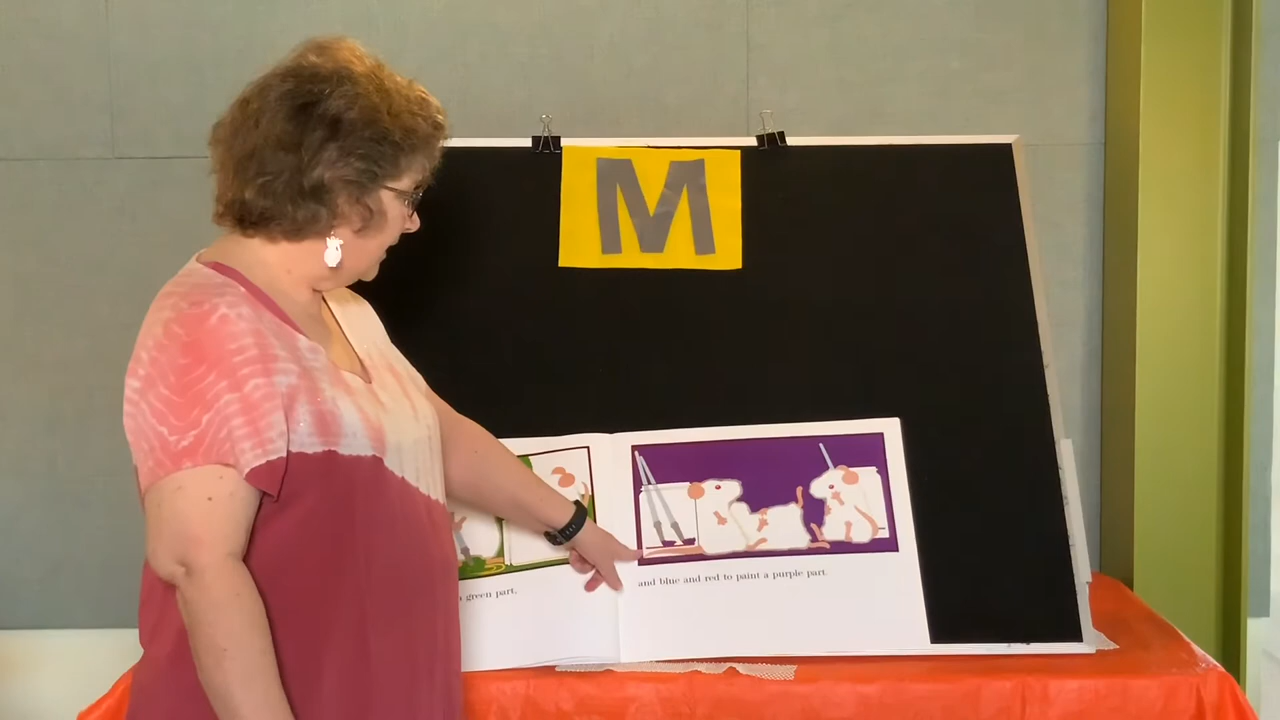 M
green part.
and blue and red to paint a purple part.